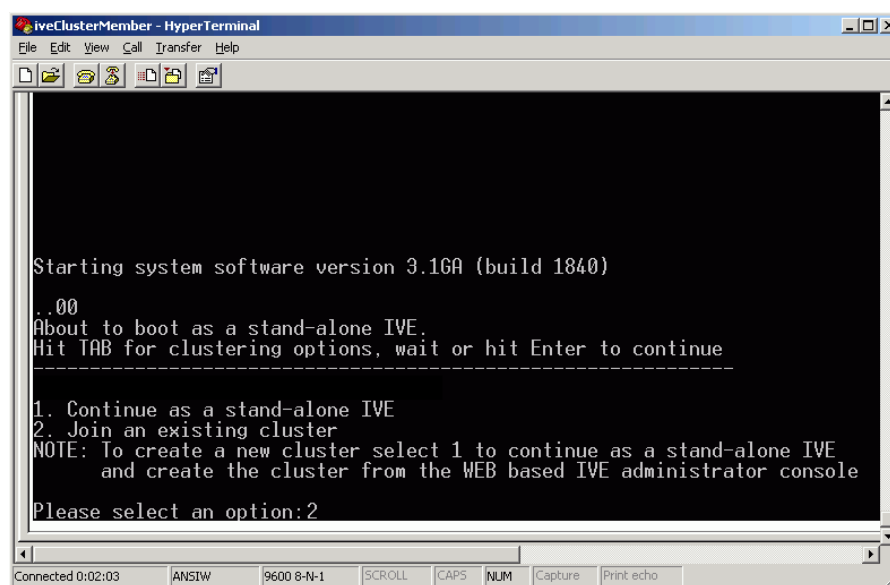 iveClusterMember - HyperTerminal
File Edit View Call Transfer Help
Starting system software version 3.1GA (build 1840)
..00
About to boot as a stand-alone IVE.
Hit TAB for clustering options, wait or hit Enter to continue
--------------------------------------------------------------
1. Continue as a stand-alone IVE
2. Join an existing cluster
NOTE: To create a new cluster select 1 to continue as a stand-alone IVE
and create the cluster from the WEB based IVE administrator console
Please select an option:2
Connected 0:02:03 ANSIW 9600 8-N-1 SCROLL CAPS NUM Capture Print echo